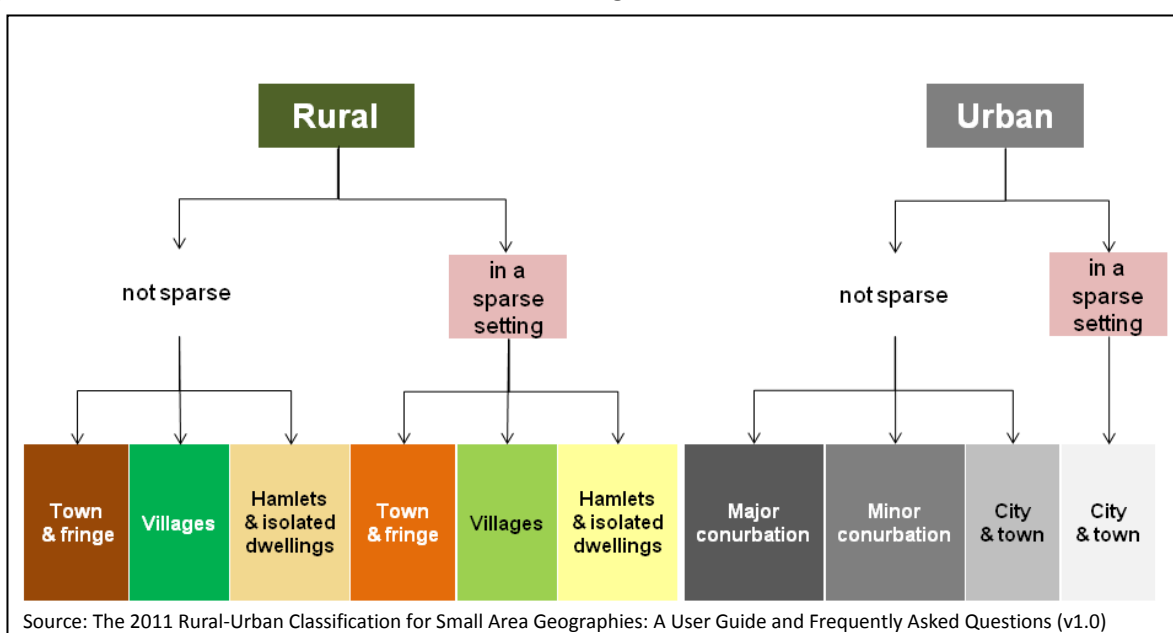 Rural
Urban
not sparse
in a
sparse
setting
not sparse
in a
sparse
setting
Town
& fringe
Villages
Hamlets
& isolated
dwellings
Town
& fringe
Villages
Hamlets
& isolated
dwellings
Major
conurbation
Minor
conurbation
City
& town
City
& town
Source: The 2011 Rural-Urban Classification for Small Area Geographies: A User Guide and Frequently Asked Questions (v1.0)